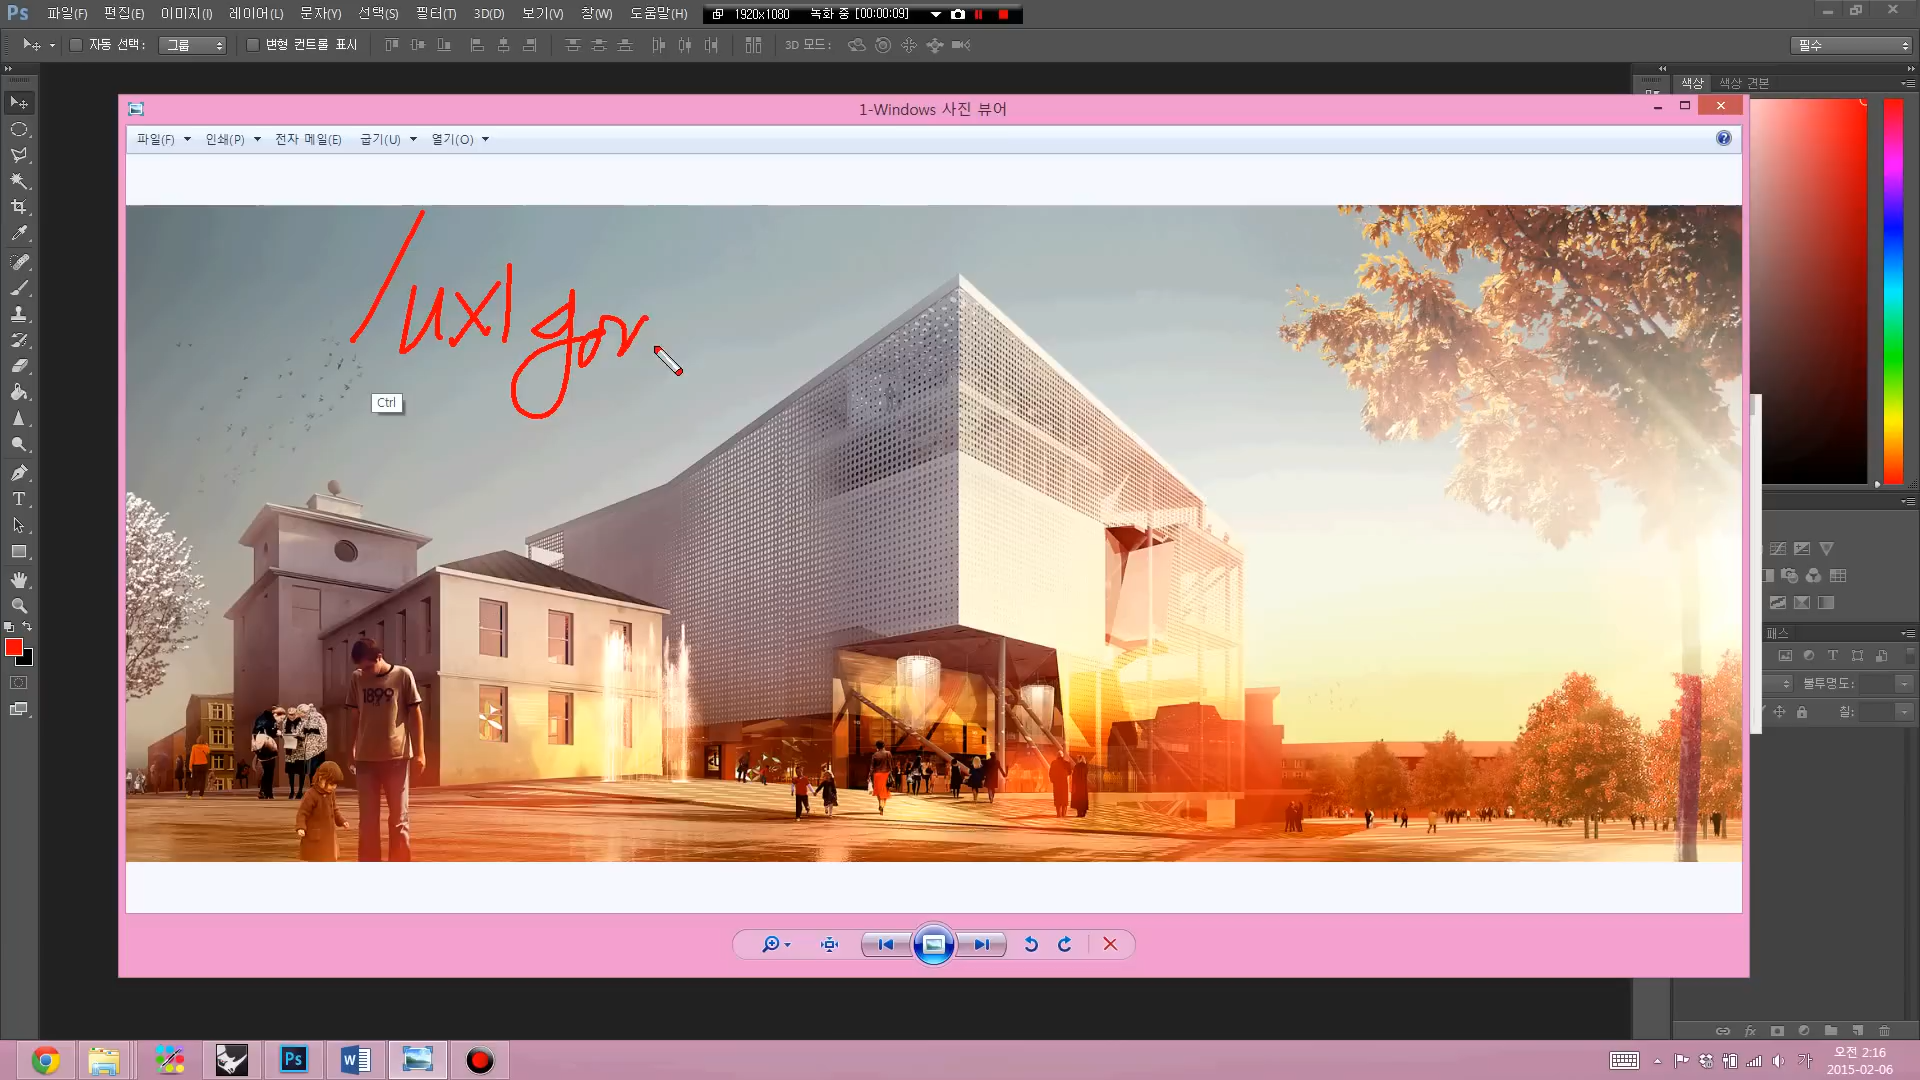 Ps 파일(F) 편집(E) 이미지(I) 레이어(L) 문자(Y) 선택(S) 필터(T) 3D(D) 보기(V) 창(W) 도움말(H) 1920x1080 녹화 중 [00:00:09]
자동 선택: 그룹 변형 컨트롤 표시 3D 모드: 필수
색상 색상 견본
1-Windows 사진 뷰어
파일(F) 인쇄(P) 전자 메일(E) 굽기(U) 열기(O)
Ctrl
1899
패스
불투명도:
칠:
Ps
오전 2:16
2015-02-06